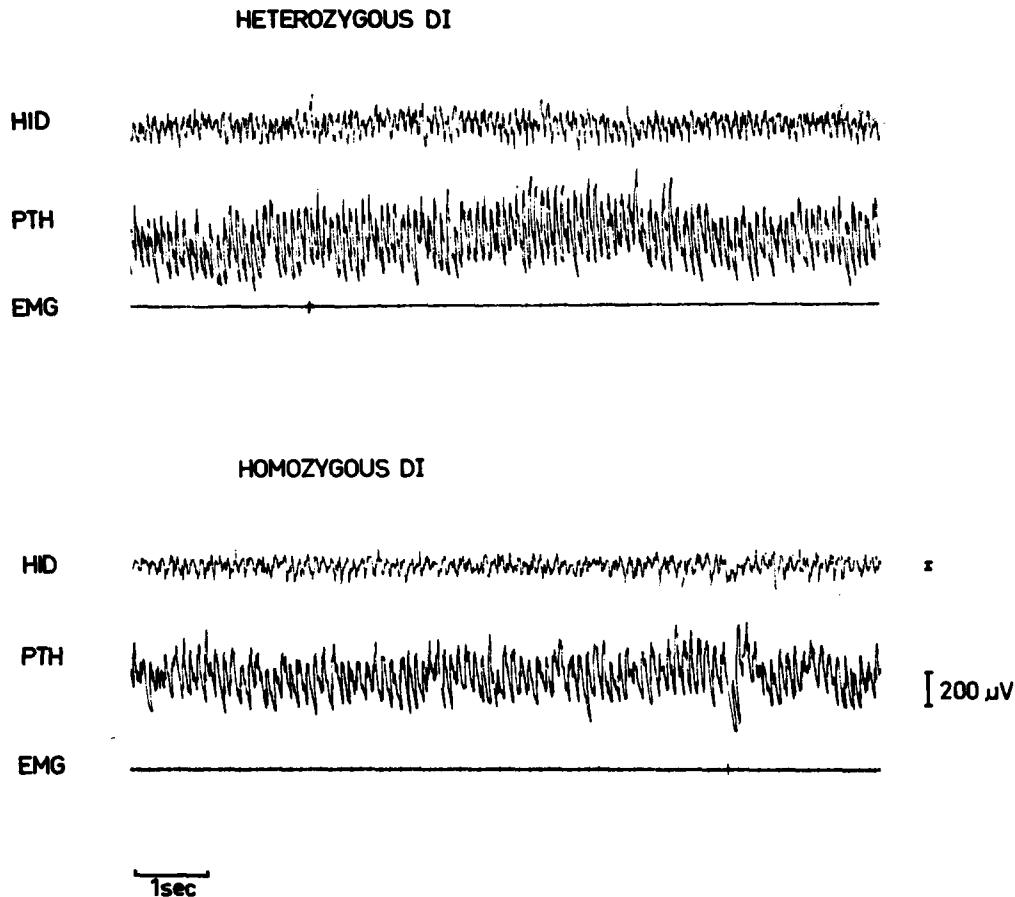 HETEROZYGOUS DI
HID
PTH
EMG
HOMOZYGOUS DI
HID
PTH
200 μV
EMG
1sec